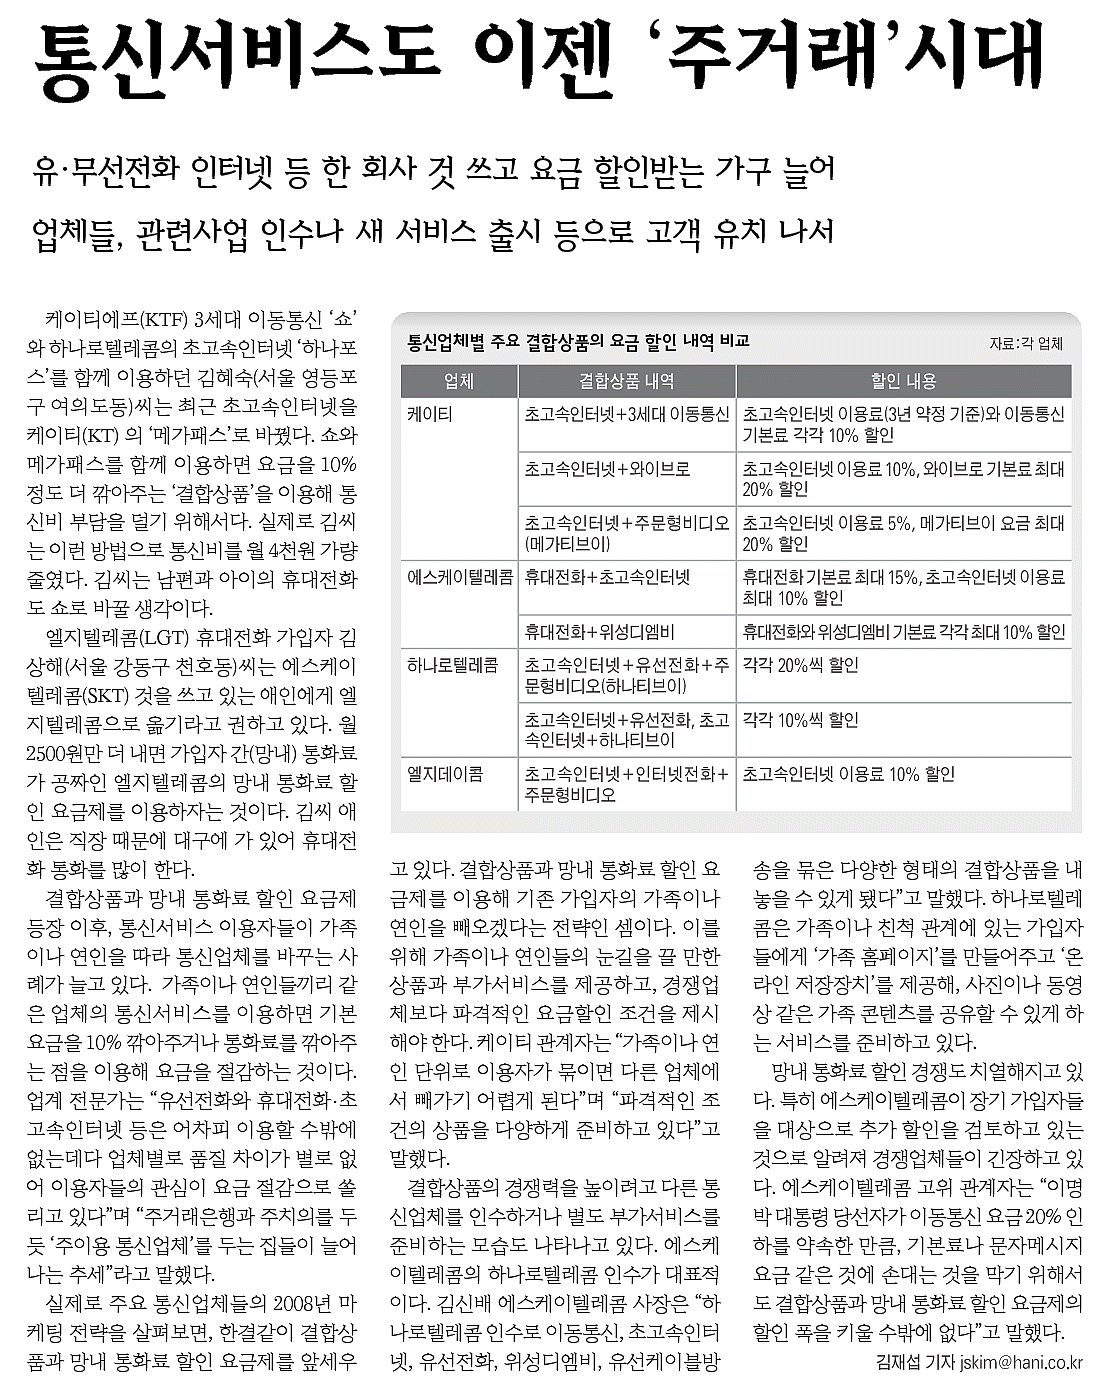 통신서비스도 이젠 ‘주거래’시대
유·무선전화 인터넷 등 한 회사 것 쓰고 요금 할인받는 가구 늘어
업체들, 관련사업 인수나 새 서비스 출시 등으로 고객 유치 나서
케이티에프(KTF) 3세대 이동통신 ‘쇼’
와 하나로텔레콤의 초고속인터넷 ‘하나포
스’를 함께 이용하던 김혜숙(서울 영등포
구 여의도동)씨는 최근 초고속인터넷을
케이티(KT) 의 ‘메가패스’로 바꿨다. 쇼와
메가패스를 함께 이용하면 요금을 10%
정도 더 깎아주는 ‘결합상품’을 이용해 통
신비 부담을 덜기 위해서다. 실제로 김씨
는 이런 방법으로 통신비를 월 4천원 가량
줄였다. 김씨는 남편과 아이의 휴대전화
도 쇼로 바꿀 생각이다.
엘지텔레콤(LGT) 휴대전화 가입자 김
상해(서울 강동구 천호동)씨는 에스케이
텔레콤(SKT) 것을 쓰고 있는 애인에게 엘
지텔레콤으로 옮기라고 권하고 있다. 월
2500원만 더 내면 가입자 간(망내) 통화료
가 공짜인 엘지텔레콤의 망내 통화료 할
인 요금제를 이용하자는 것이다. 김씨 애
인은 직장 때문에 대구에 가 있어 휴대전
화 통화를 많이 한다.
결합상품과 망내 통화료 할인 요금제
등장 이후, 통신서비스 이용자들이 가족
이나 연인을 따라 통신업체를 바꾸는 사
례가 늘고 있다. 가족이나 연인들끼리 같
은 업체의 통신서비스를 이용하면 기본
요금을 10% 깎아주거나 통화료를 깎아주
는 점을 이용해 요금을 절감하는 것이다.
업계 전문가는 “유선전화와 휴대전화·초
고속인터넷 등은 어차피 이용할 수밖에
없는데다 업체별로 품질 차이가 별로 없
어 이용자들의 관심이 요금 절감으로 쏠
리고 있다”며 “주거래은행과 주치의를 두
듯 ‘주이용 통신업체’를 두는 집들이 늘어
나는 추세”라고 말했다.
실제로 주요 통신업체들의 2008년 마
케팅 전략을 살펴보면, 한결같이 결합상
품과 망내 통화료 할인 요금제를 앞세우
통신업체별 주요 결합상품의 요금 할인 내역 비교 자료:각 업체
업체 결합상품 내역 할인 내용
케이티 초고속인터넷+3세대 이동통신 초고속인터넷 이용료(3년 약정 기준)와 이동통신
기본료 각각 10% 할인
초고속인터넷+와이브로 초고속인터넷 이용료 10%, 와이브로 기본료 최대
20% 할인
초고속인터넷+주문형비디오 초고속인터넷 이용료 5%, 메가티브이 요금 최대
(메가티브이) 20% 할인
에스케이텔레콤 휴대전화+초고속인터넷 휴대전화 기본료 최대 15%, 초고속인터넷 이용료
최대 10% 할인
휴대전화+위성디엠비 휴대전화와 위성디엠비 기본료 각각 최대 10% 할인
하나로텔레콤 초고속인터넷+유선전화+주 각각 20%씩 할인
문형비디오(하나티브이)
초고속인터넷+유선전화, 초고 각각 10%씩 할인
속인터넷+하나티브이
엘지데이콤 초고속인터넷+인터넷전화+ 초고속인터넷 이용료 10% 할인
주문형비디오
고 있다. 결합상품과 망내 통화료 할인 요
금제를 이용해 기존 가입자의 가족이나
연인을 빼오겠다는 전략인 셈이다. 이를
위해 가족이나 연인들의 눈길을 끌 만한
상품과 부가서비스를 제공하고, 경쟁업
체보다 파격적인 요금할인 조건을 제시
해야 한다. 케이티 관계자는 “가족이나 연
인 단위로 이용자가 묶이면 다른 업체에
서 빼가기 어렵게 된다”며 “파격적인 조
건의 상품을 다양하게 준비하고 있다”고
말했다.
결합상품의 경쟁력을 높이려고 다른 통
신업체를 인수하거나 별도 부가서비스를
준비하는 모습도 나타나고 있다. 에스케
이텔레콤의 하나로텔레콤 인수가 대표적
이다. 김신배 에스케이텔레콤 사장은 “하
나로텔레콤 인수로 이동통신, 초고속인터
넷, 유선전화, 위성디엠비, 유선케이블방
송을 묶은 다양한 형태의 결합상품을 내
놓을 수 있게 됐다”고 말했다. 하나로텔레
콤은 가족이나 친척 관계에 있는 가입자
들에게 ‘가족 홈페이지’를 만들어주고 ‘온
라인 저장장치’를 제공해, 사진이나 동영
상 같은 가족 콘텐츠를 공유할 수 있게 하
는 서비스를 준비하고 있다.
망내 통화료 할인 경쟁도 치열해지고 있
다. 특히 에스케이텔레콤이 장기 가입자들
을 대상으로 추가 할인을 검토하고 있는
것으로 알려져 경쟁업체들이 긴장하고 있
다. 에스케이텔레콤 고위 관계자는 “이명
박 대통령 당선자가 이동통신 요금 20% 인
하를 약속한 만큼, 기본료나 문자메시지
요금 같은 것에 손대는 것을 막기 위해서
도 결합상품과 망내 통화료 할인 요금제의
할인 폭을 키울 수밖에 없다”고 말했다.
김재섭 기자 jskim@hani.co.kr